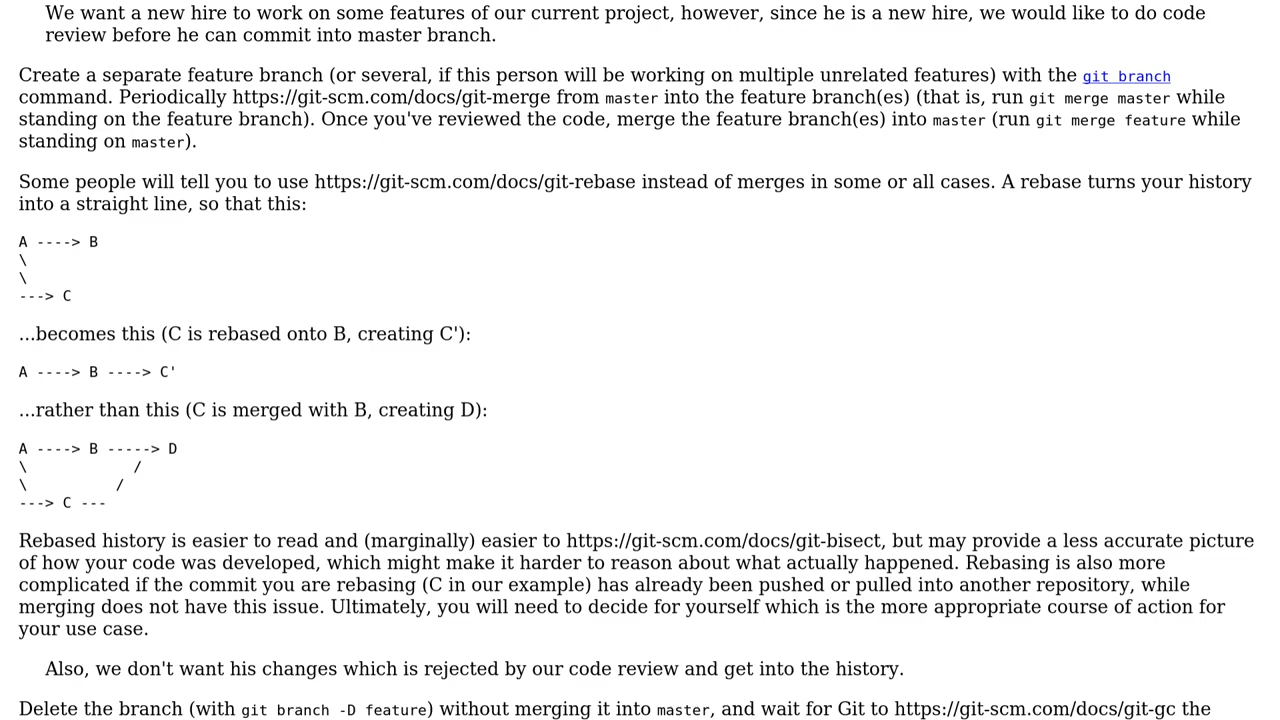 We want a new hire to work on some features of our current project, however, since he is a new hire, we would like to do code
review before he can commit into master branch.
Create a separate feature branch (or several, if this person will be working on multiple unrelated features) with the git branch
command. Periodically https://git-scm.com/docs/git-merge from master into the feature branch(es) (that is, run git merge master while
standing on the feature branch). Once you've reviewed the code, merge the feature branch(es) into master (run git merge feature while
standing on master).
Some people will tell you to use https://git-scm.com/docs/git-rebase instead of merges in some or all cases. A rebase turns your history
into a straight line, so that this:
A ----> B
\
\
---> C
...becomes this (C is rebased onto B, creating C'):
A ----> B ----> C'
...rather than this (C is merged with B, creating D):
A ----> B -----> D
\            /
\          /
---> C ---
Rebased history is easier to read and (marginally) easier to https://git-scm.com/docs/git-bisect, but may provide a less accurate picture
of how your code was developed, which might make it harder to reason about what actually happened. Rebasing is also more
complicated if the commit you are rebasing (C in our example) has already been pushed or pulled into another repository, while
merging does not have this issue. Ultimately, you will need to decide for yourself which is the more appropriate course of action for
your use case.
Also, we don't want his changes which is rejected by our code review and get into the history.
Delete the branch (with git branch -D feature) without merging it into master, and wait for Git to https://git-scm.com/docs/git-gc the